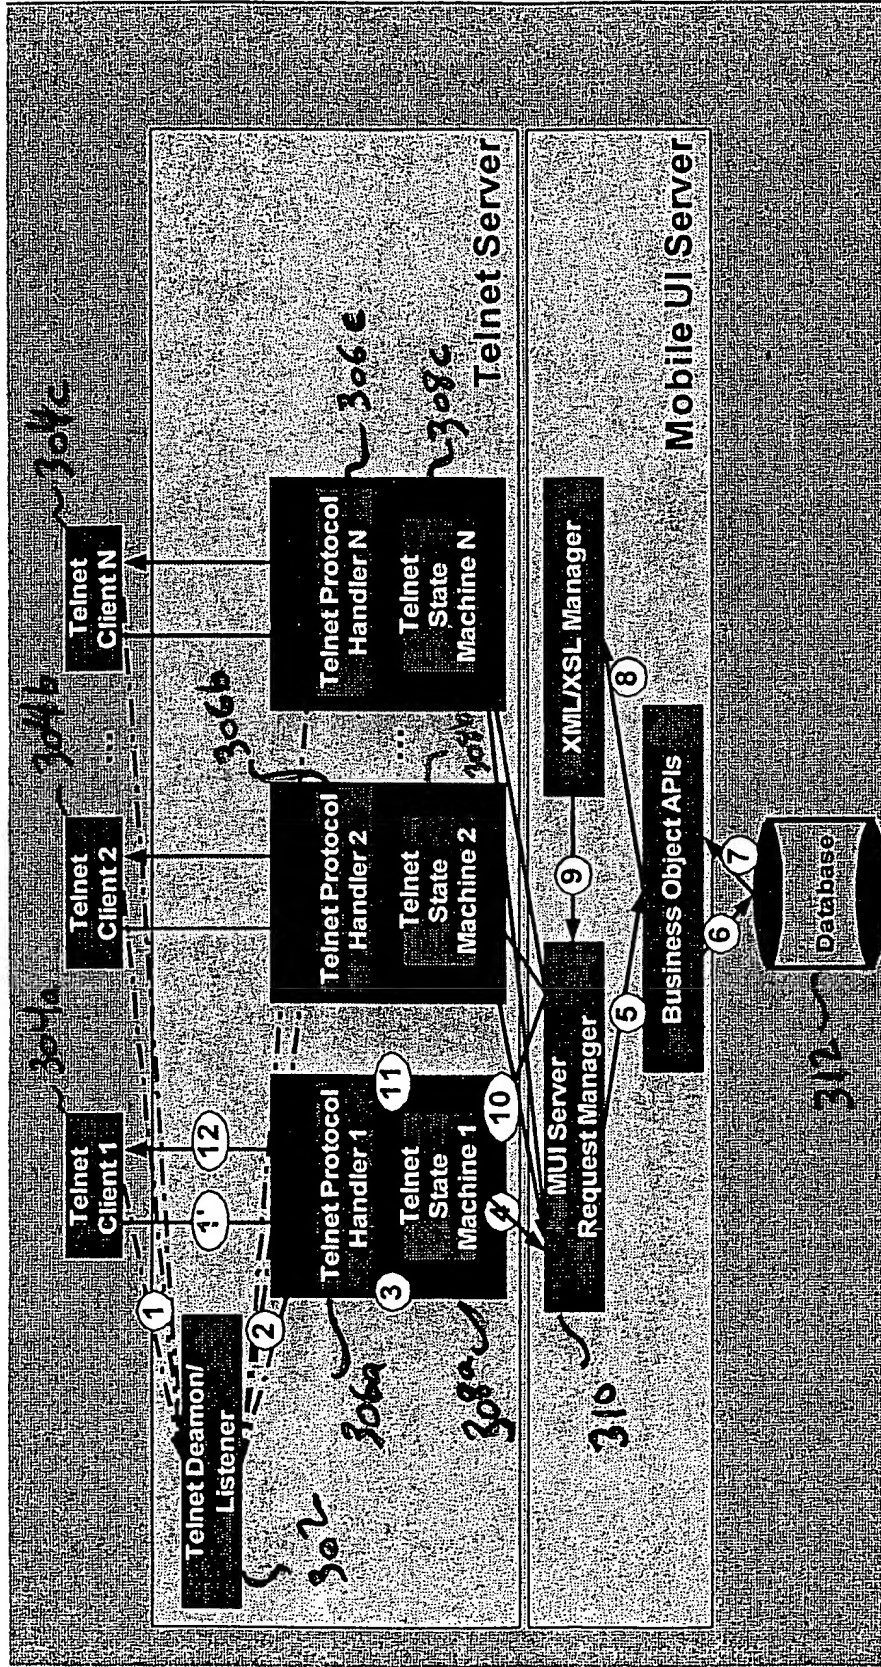 304a
304b
304c
Telnet
Client 1
Telnet
Client 2
...
Telnet
Client N
1
1'
12
Telnet Deamon/
Listener
302
2
306b
Telnet Protocol
Handler 1
Telnet
State
Machine 1
3
11
Telnet Protocol
Handler 2
Telnet
State
Machine 2
...
308b
Telnet Protocol
Handler N
Telnet
State
Machine N
306c
308c
306a
308a
4
10
Telnet Server
MUI Server
Request Manager
310
9
XML/XSL Manager
5
8
Business Object APIs
Mobile UI Server
6
7
Database
312